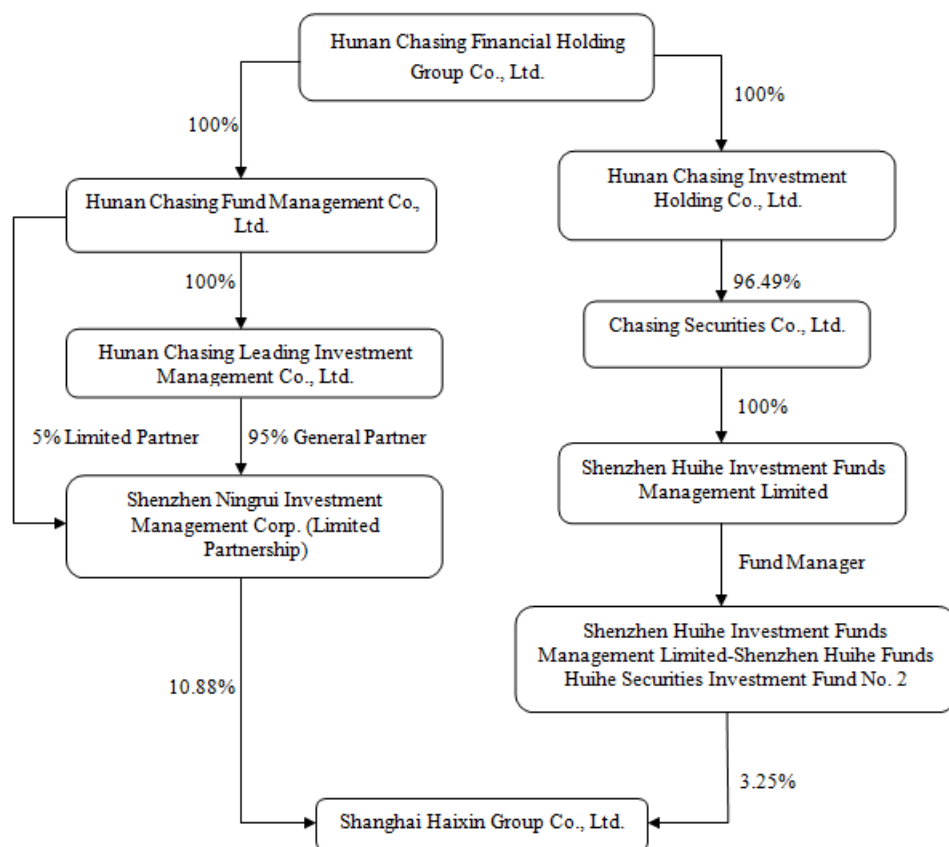 Hunan Chasing Financial Holding
Group Co., Ltd.
100%
100%
Hunan Chasing Fund Management Co.,
Ltd.
Hunan Chasing Investment
Holding Co., Ltd.
100%
96.49%
Hunan Chasing Leading Investment
Management Co., Ltd.
Chasing Securities Co., Ltd.
100%
5% Limited Partner
95% General Partner
Shenzhen Ningrui Investment
Management Corp. (Limited
Partnership)
Shenzhen Huihe Investment Funds
Management Limited
Fund Manager
Shenzhen Huihe Investment Funds
Management Limited-Shenzhen Huihe Funds
Huihe Securities Investment Fund No. 2
10.88%
3.25%
Shanghai Haixin Group Co., Ltd.